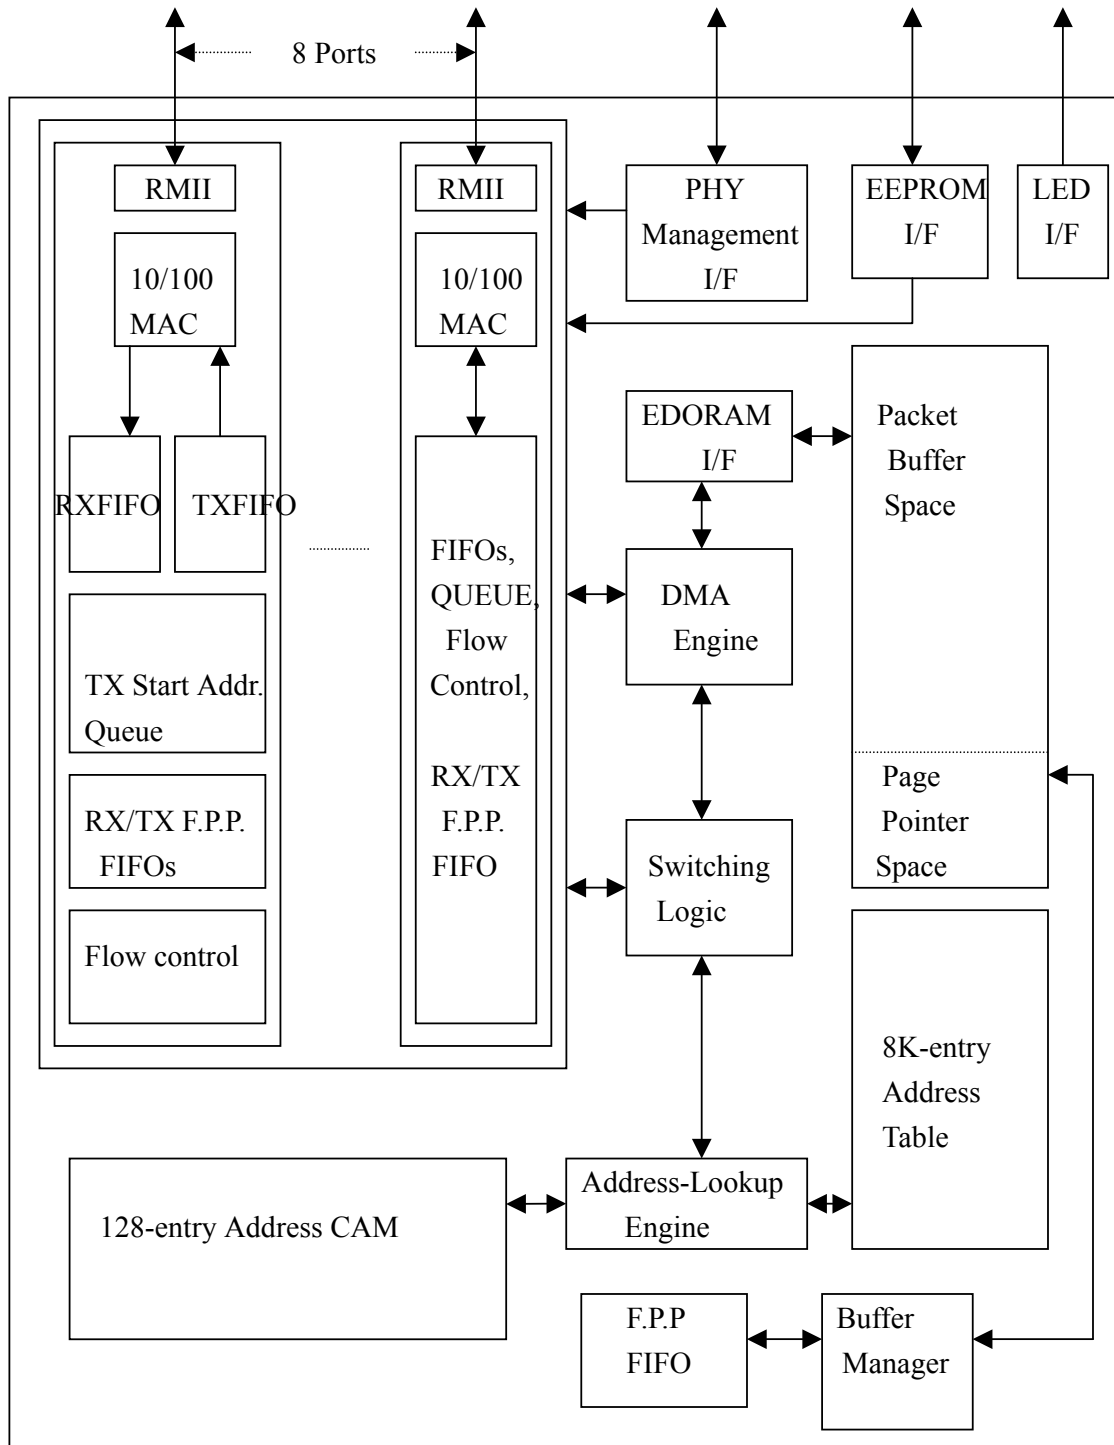 8 Ports
RMII
10/100
MAC
RXFIFO
TXFIFO
TX Start Addr.
Queue
RX/TX F.P.P.
FIFOs
Flow control
RMII
10/100
MAC
FIFOs,
QUEUE,
Flow
Control,
RX/TX
F.P.P.
FIFO
PHY
Management
I/F
EEPROM
I/F
LED
I/F
EDORAM
I/F
DMA
Engine
Switching
Logic
Packet
Buffer
Space
Page
Pointer
Space
8K-entry
Address
Table
128-entry Address CAM
Address-Lookup
Engine
F.P.P
FIFO
Buffer
Manager